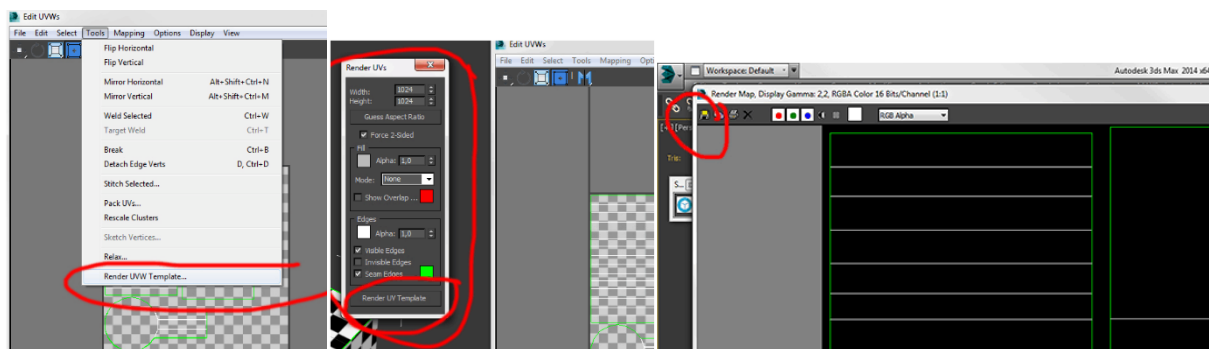 Edit UVWs
File Edit Select Tools Mapping Options Display View
Flip Horizontal
Flip Vertical
Mirror Horizontal Alt+Shift+Ctrl+N
Mirror Vertical Alt+Shift+Ctrl+M
Weld Selected Ctrl+W
Target Weld Ctrl+T
Break Ctrl+B
Detach Edge Verts D, Ctrl+D
Stitch Selected...
Pack UVs...
Rescale Clusters
Sketch Vertices...
Relax...
Render UVW Template...
Render UVs
Width: 1024
Height: 1024
Guess Aspect Ratio
Force 2-Sided
Fill
Alpha: 1,0
Mode: None
Show Overlap ...
Edges
Alpha: 1,0
Visible Edges
Invisible Edges
Seam Edges
Render UV Template
Edit UVWs
File Edit Select Tools Mapping Opti
Workspace: Default
Autodesk 3ds Max 2014 x64
Render Map, Display Gamma: 2,2, RGBA Color 16 Bits/Channel (1:1)
RGB Alpha
[+][Pers
Tris:
S...